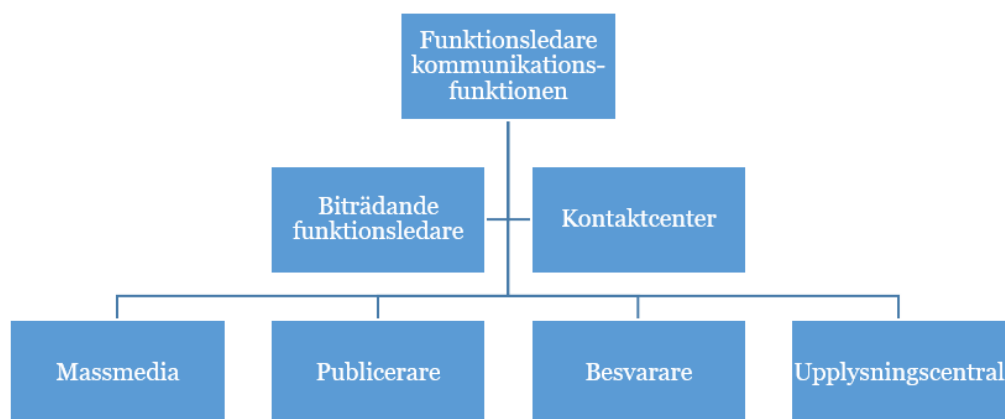 Funktionsledare
kommunikations-
funktionen
Biträdande
funktionsledare
Kontaktcenter
Massmedia
Publicerare
Besvarare
Upplysningscentral